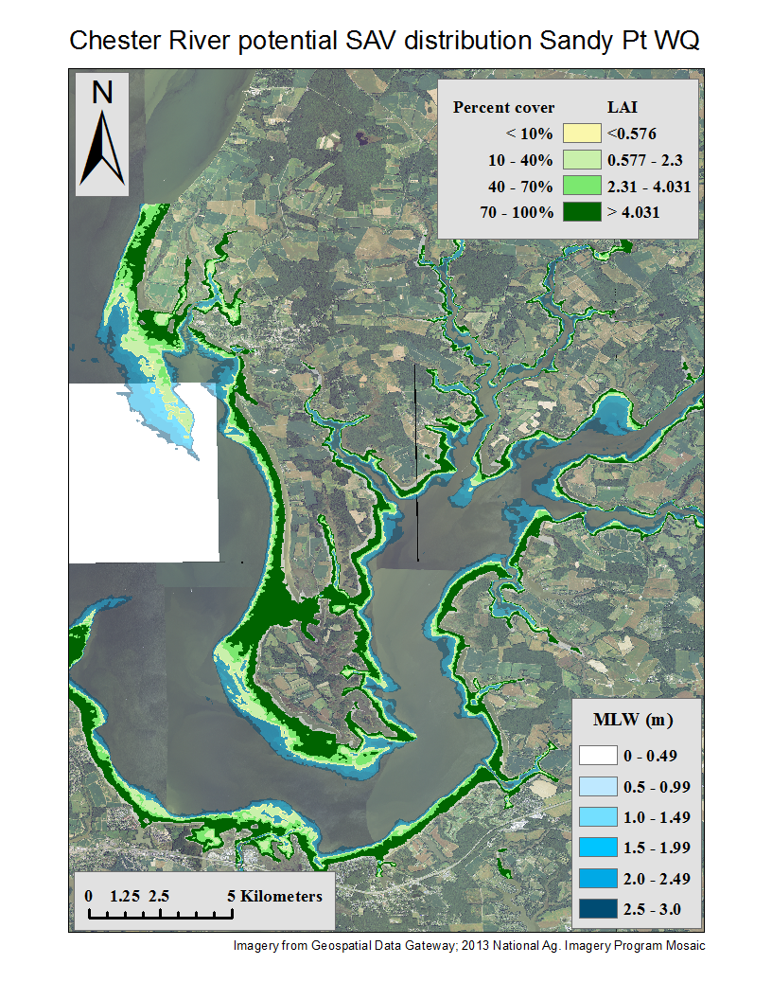 Chester River potential SAV distribution Sandy Pt WQ
N
Percent cover LAI
< 10% <0.576
10 - 40% 0.577 - 2.3
40 - 70% 2.31 - 4.031
70 - 100% > 4.031
MLW (m)
0 - 0.49
0.5 - 0.99
1.0 - 1.49
1.5 - 1.99
2.0 - 2.49
2.5 - 3.0
0 1.25 2.5 5 Kilometers
Imagery from Geospatial Data Gateway; 2013 National Ag. Imagery Program Mosaic